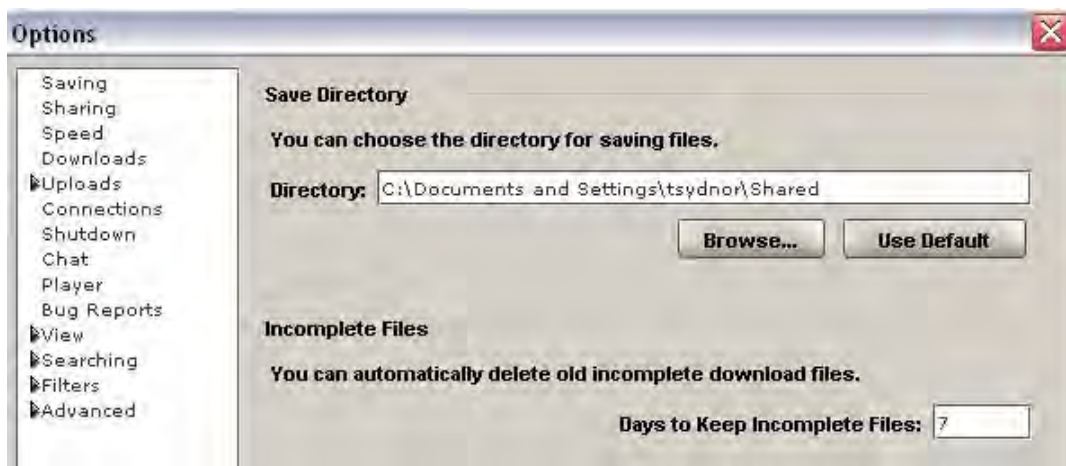 Options
Saving
Sharing
Speed
Downloads
Uploads
Connections
Shutdown
Chat
Player
Bug Reports
View
Searching
Filters
Advanced
Save Directory
You can choose the directory for saving files.
Directory: C:\Documents and Settings\tsydnor\Shared
Browse... Use Default
Incomplete Files
You can automatically delete old incomplete download files.
Days to Keep Incomplete Files: 7